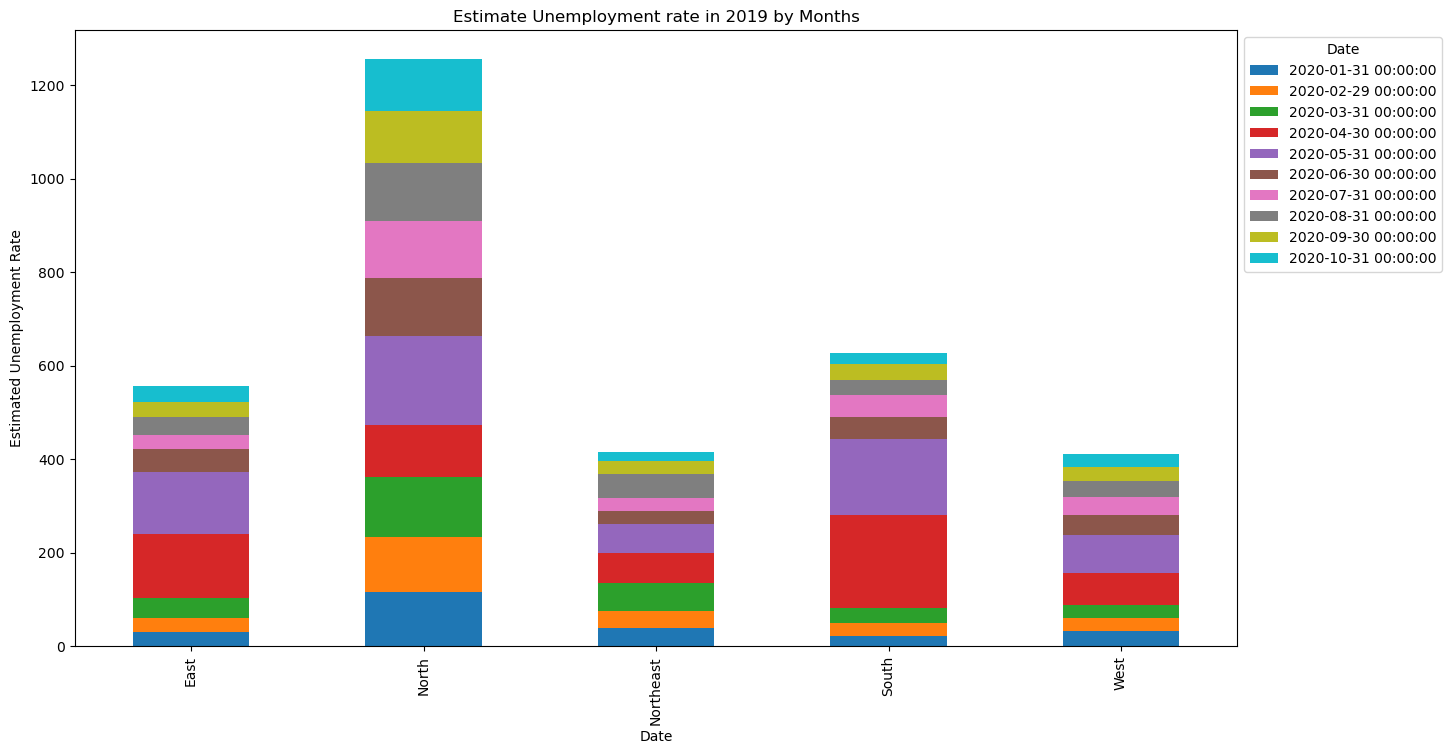 Estimate Unemployment rate in 2019 by Months
Estimated Unemployment Rate
1200
1000
800
600
400
200
0
East
North
Northeast
South
West
Date
Date
2020-01-31 00:00:00
2020-02-29 00:00:00
2020-03-31 00:00:00
2020-04-30 00:00:00
2020-05-31 00:00:00
2020-06-30 00:00:00
2020-07-31 00:00:00
2020-08-31 00:00:00
2020-09-30 00:00:00
2020-10-31 00:00:00